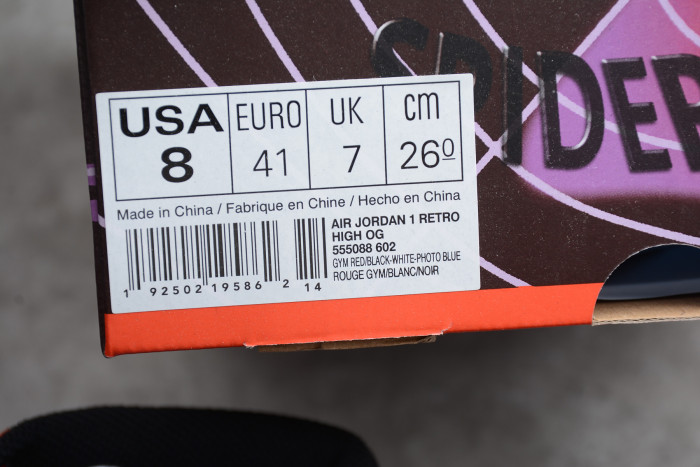 SPIDER
USA EURO UK cm
8 41 7 26 0
Made in China / Fabrique en Chine / Hecho en China
AIR JORDAN 1 RETRO
HIGH OG
555088 602
GYM RED/BLACK-WHITE-PHOTO BLUE
ROUGE GYM/BLANC/NOIR
1 92502 19586 2 14